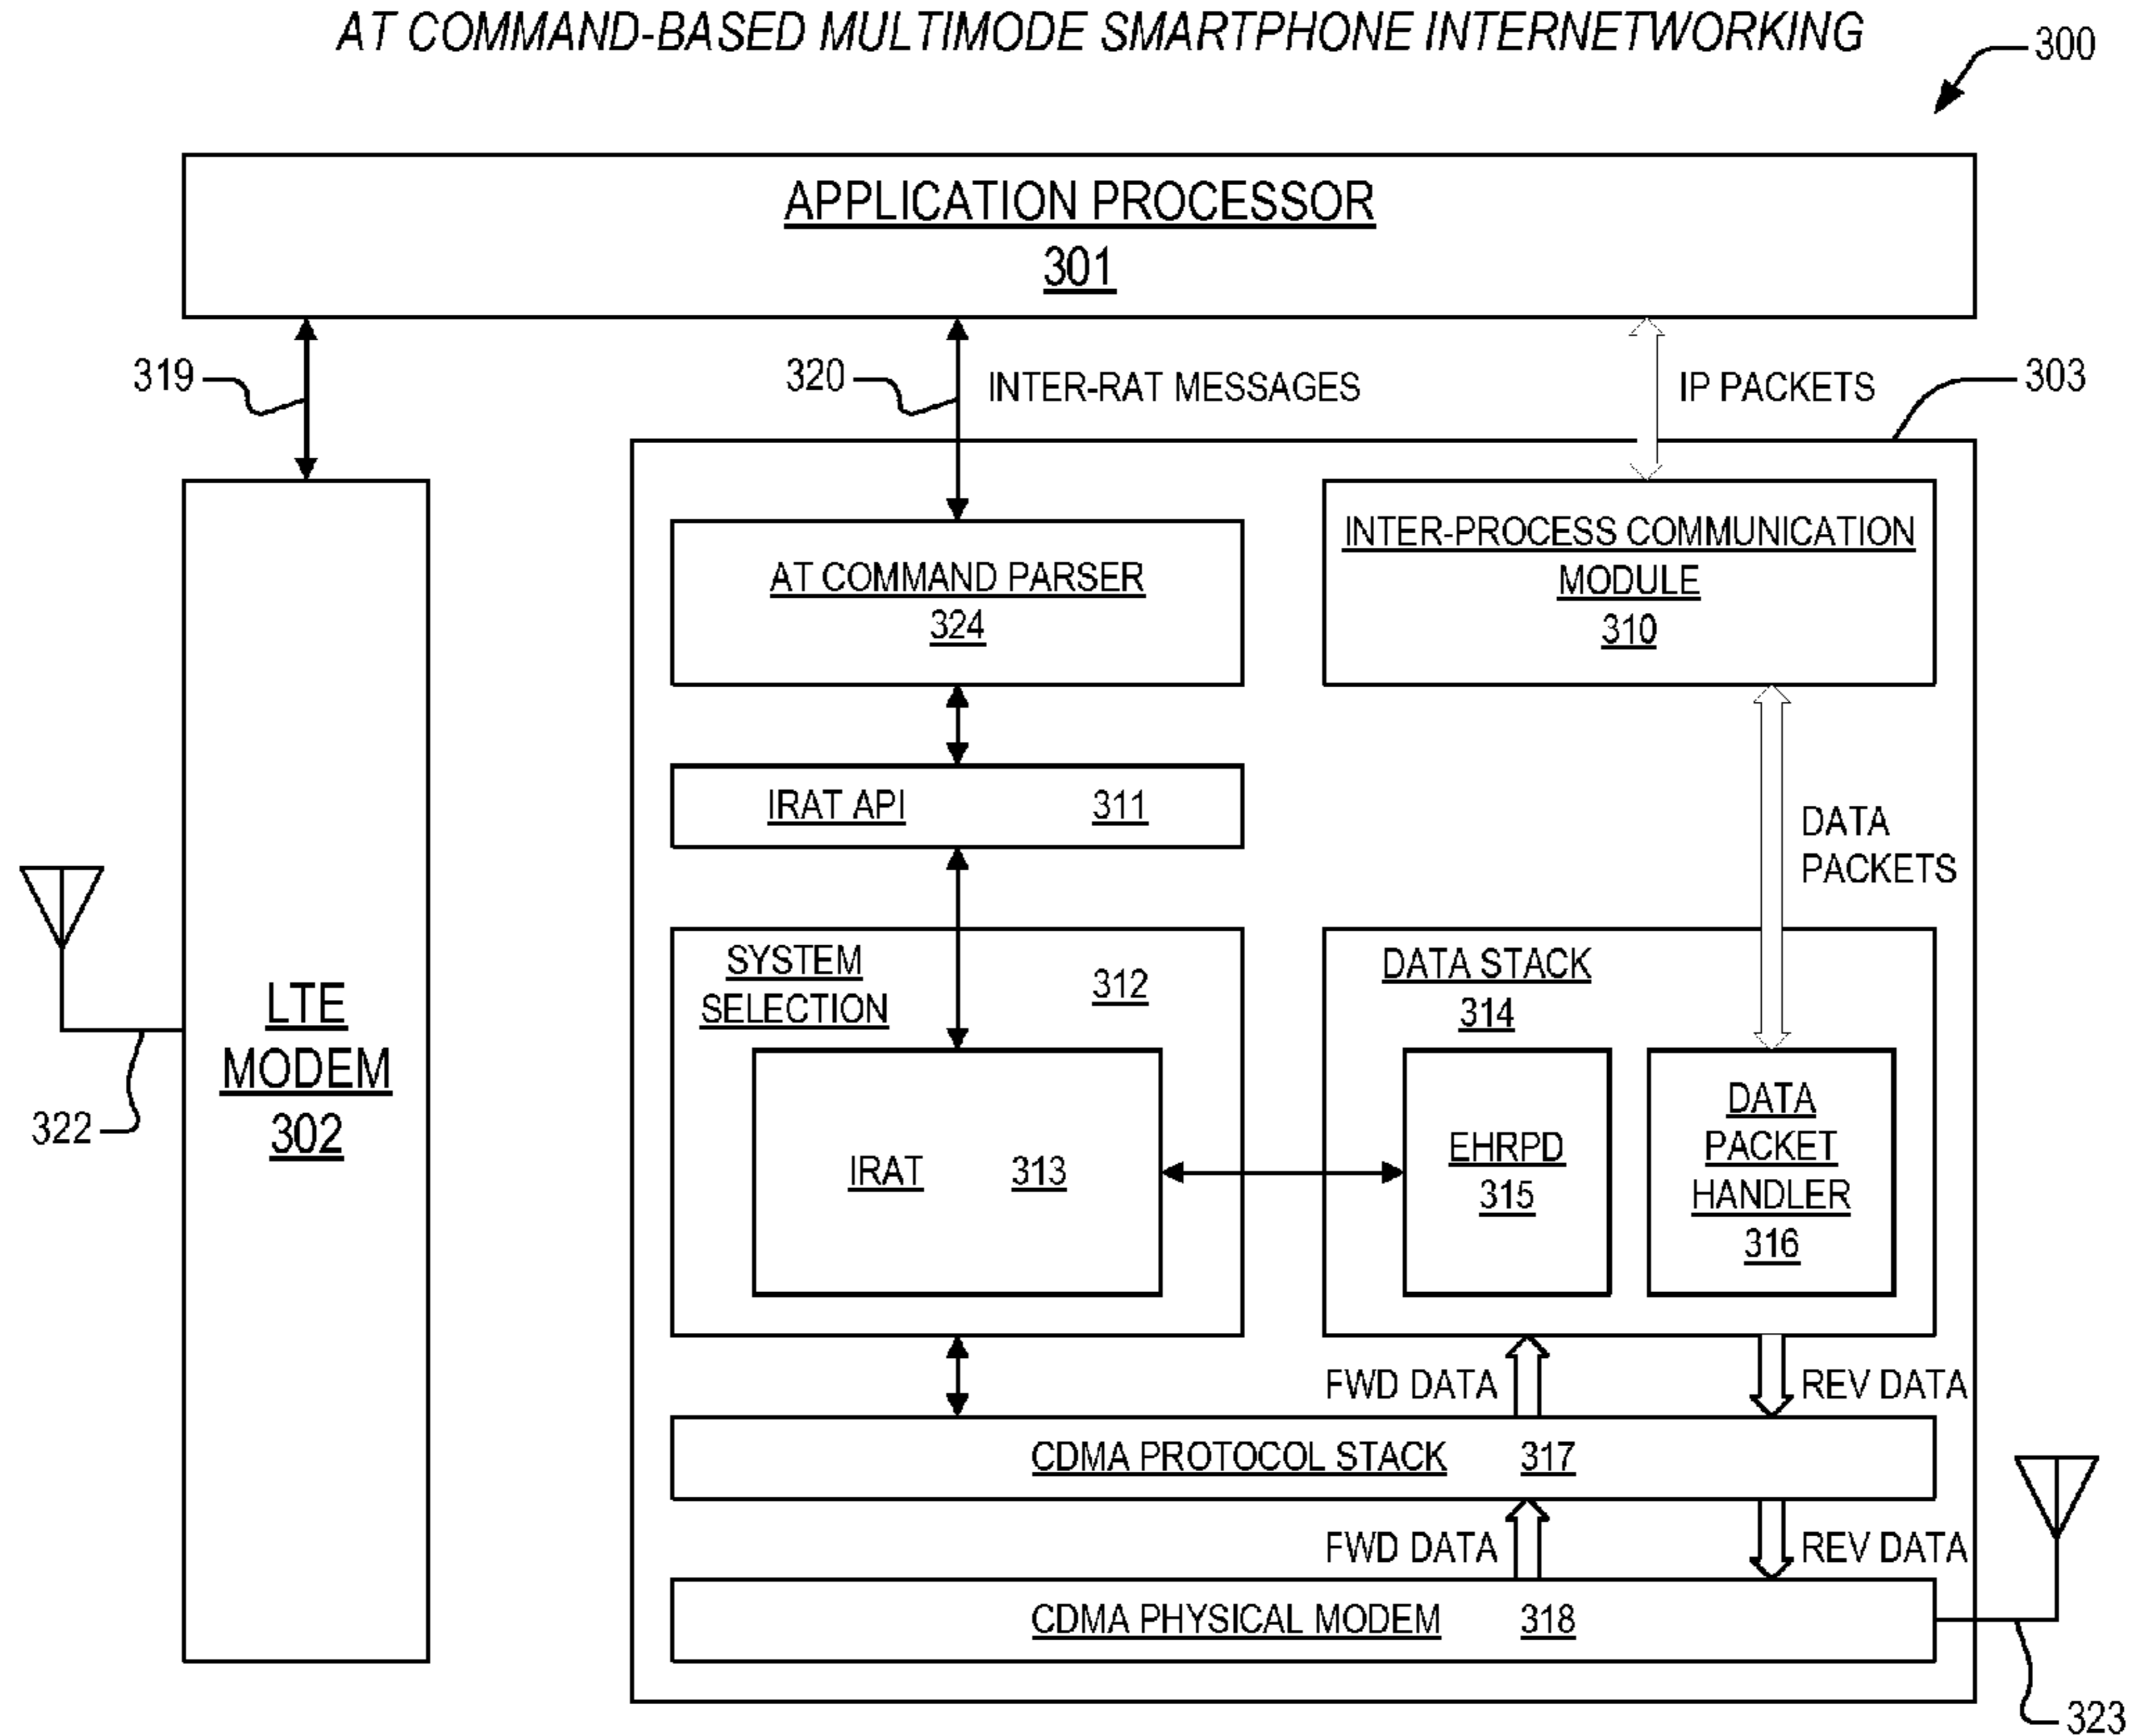 AT COMMAND-BASED MULTIMODE SMARTPHONE INTERNETWORKING
300
APPLICATION PROCESSOR
301
319
320
INTER-RAT MESSAGES
IP PACKETS
303
AT COMMAND PARSER
324
INTER-PROCESS COMMUNICATION
MODULE
310
IRAT API 311
DATA
PACKETS
SYSTEM
SELECTION
312
DATA STACK
314
LTE
MODEM
302
322
IRAT 313
EHRPD
315
DATA
PACKET
HANDLER
316
FWD DATA
REV DATA
CDMA PROTOCOL STACK 317
FWD DATA
REV DATA
CDMA PHYSICAL MODEM 318
323